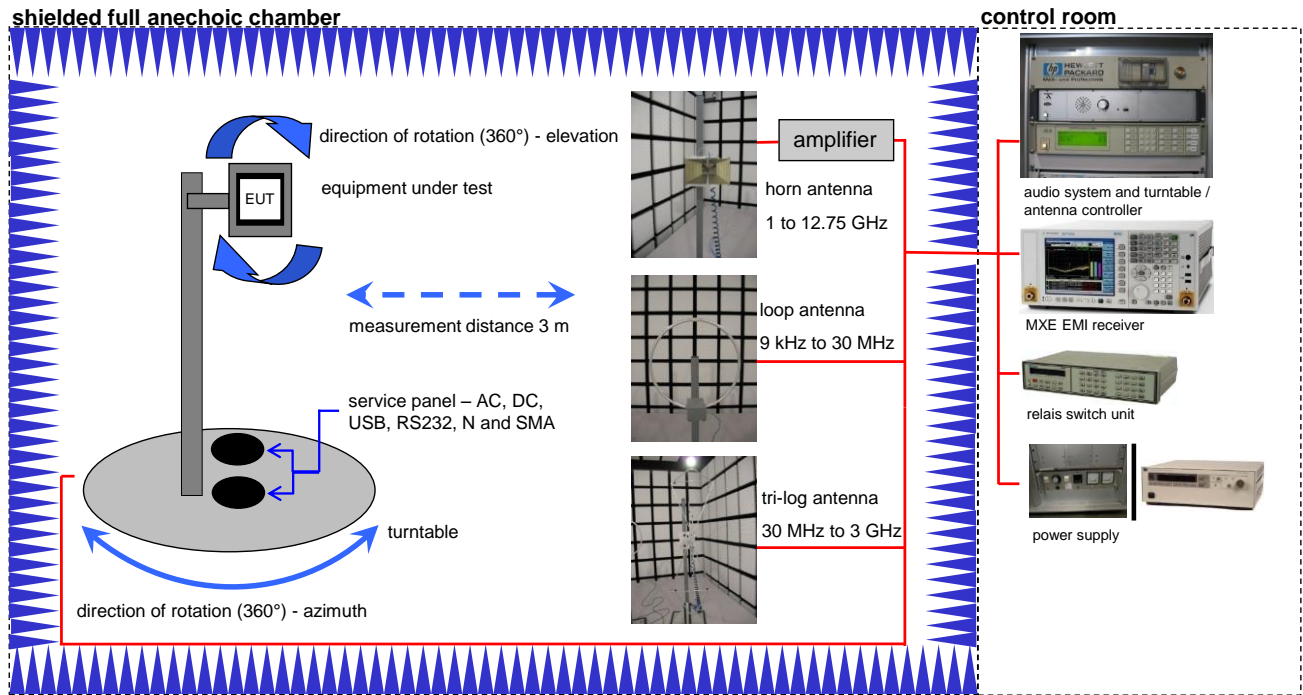 shielded full anechoic chamber
control room
HEWLETT
PACKARD
hp
direction of rotation (360°) - elevation
EUT
equipment under test
amplifier
horn antenna
1 to 12.75 GHz
audio system and turntable /
antenna controller
measurement distance 3 m
loop antenna
9 kHz to 30 MHz
MXE EMI receiver
service panel – AC, DC,
USB, RS232, N and SMA
relais switch unit
tri-log antenna
30 MHz to 3 GHz
turntable
power supply
direction of rotation (360°) - azimuth